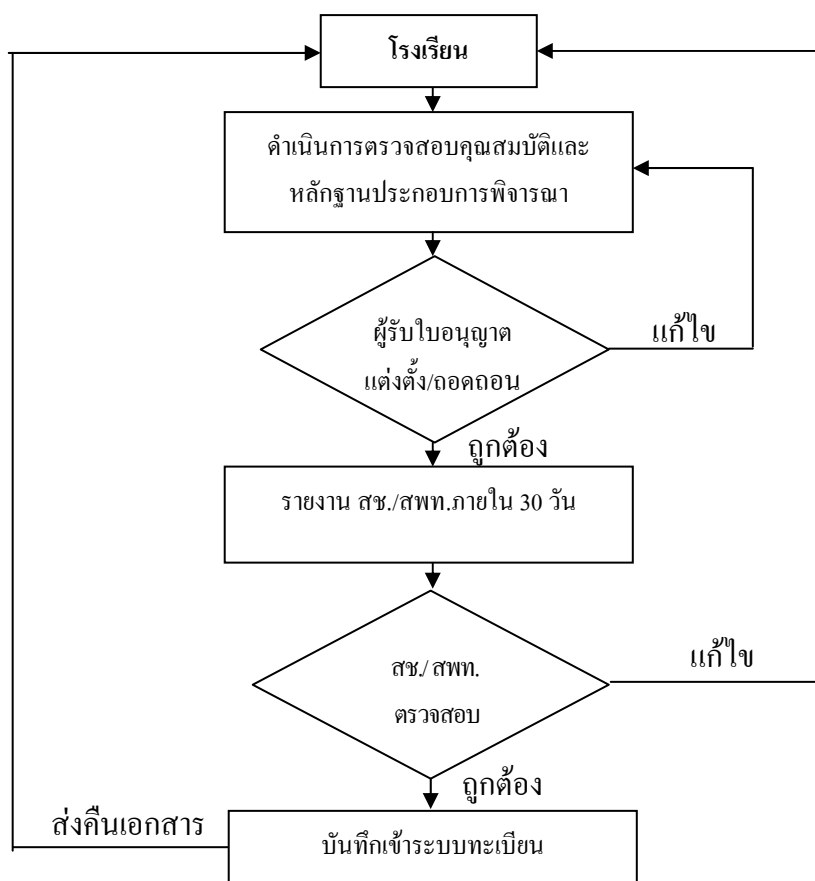 โรงเรียน
ดำเนินการตรวจสอบคุณสมบัติและ
หลักฐานประกอบการพิจารณา
ผู้รับใบอนุญาต
แต่งตั้ง/ถอดถอน
แก้ไข
ถูกต้อง
รายงาน สช./สพท.ภายใน 30 วัน
สช./ สพท.
ตรวจสอบ
แก้ไข
ถูกต้อง
ส่งคืนเอกสาร
บันทึกเข้าระบบทะเบียน